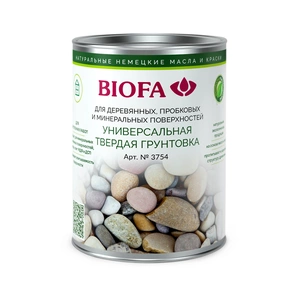 НАТУРАЛЬНЫЕ НЕМЕЦКИЕ МАСЛА И КРАСКИ
BIOFA
ДЛЯ ДЕРЕВЯННЫХ, ПРОБКОВЫХ
И МИНЕРАЛЬНЫХ ПОВЕРХНОСТЕЙ
УНИВЕРСАЛЬНАЯ
ТВЕРДАЯ ГРУНТОВКА
Арт. № 3754